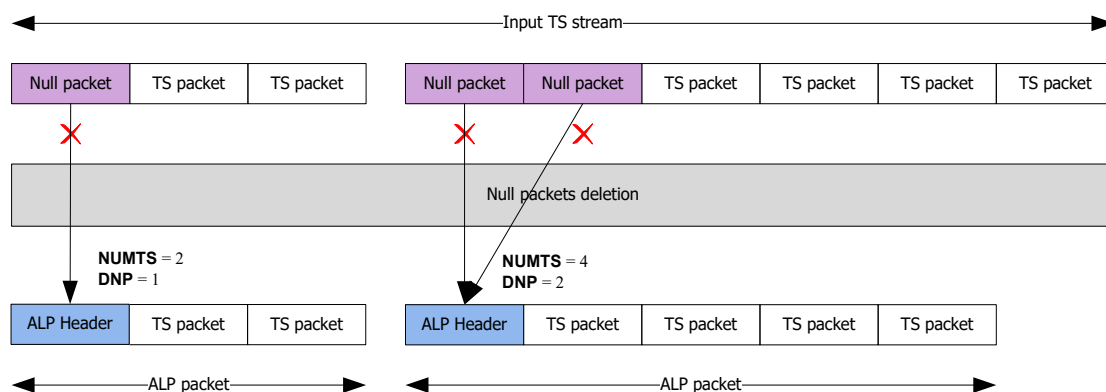 Input TS stream
Null packet TS packet TS packet Null packet Null packet TS packet TS packet TS packet TS packet
Null packets deletion
NUMTS = 2
DNP = 1
NUMTS = 4
DNP = 2
ALP Header TS packet TS packet ALP Header TS packet TS packet TS packet TS packet
ALP packet ALP packet